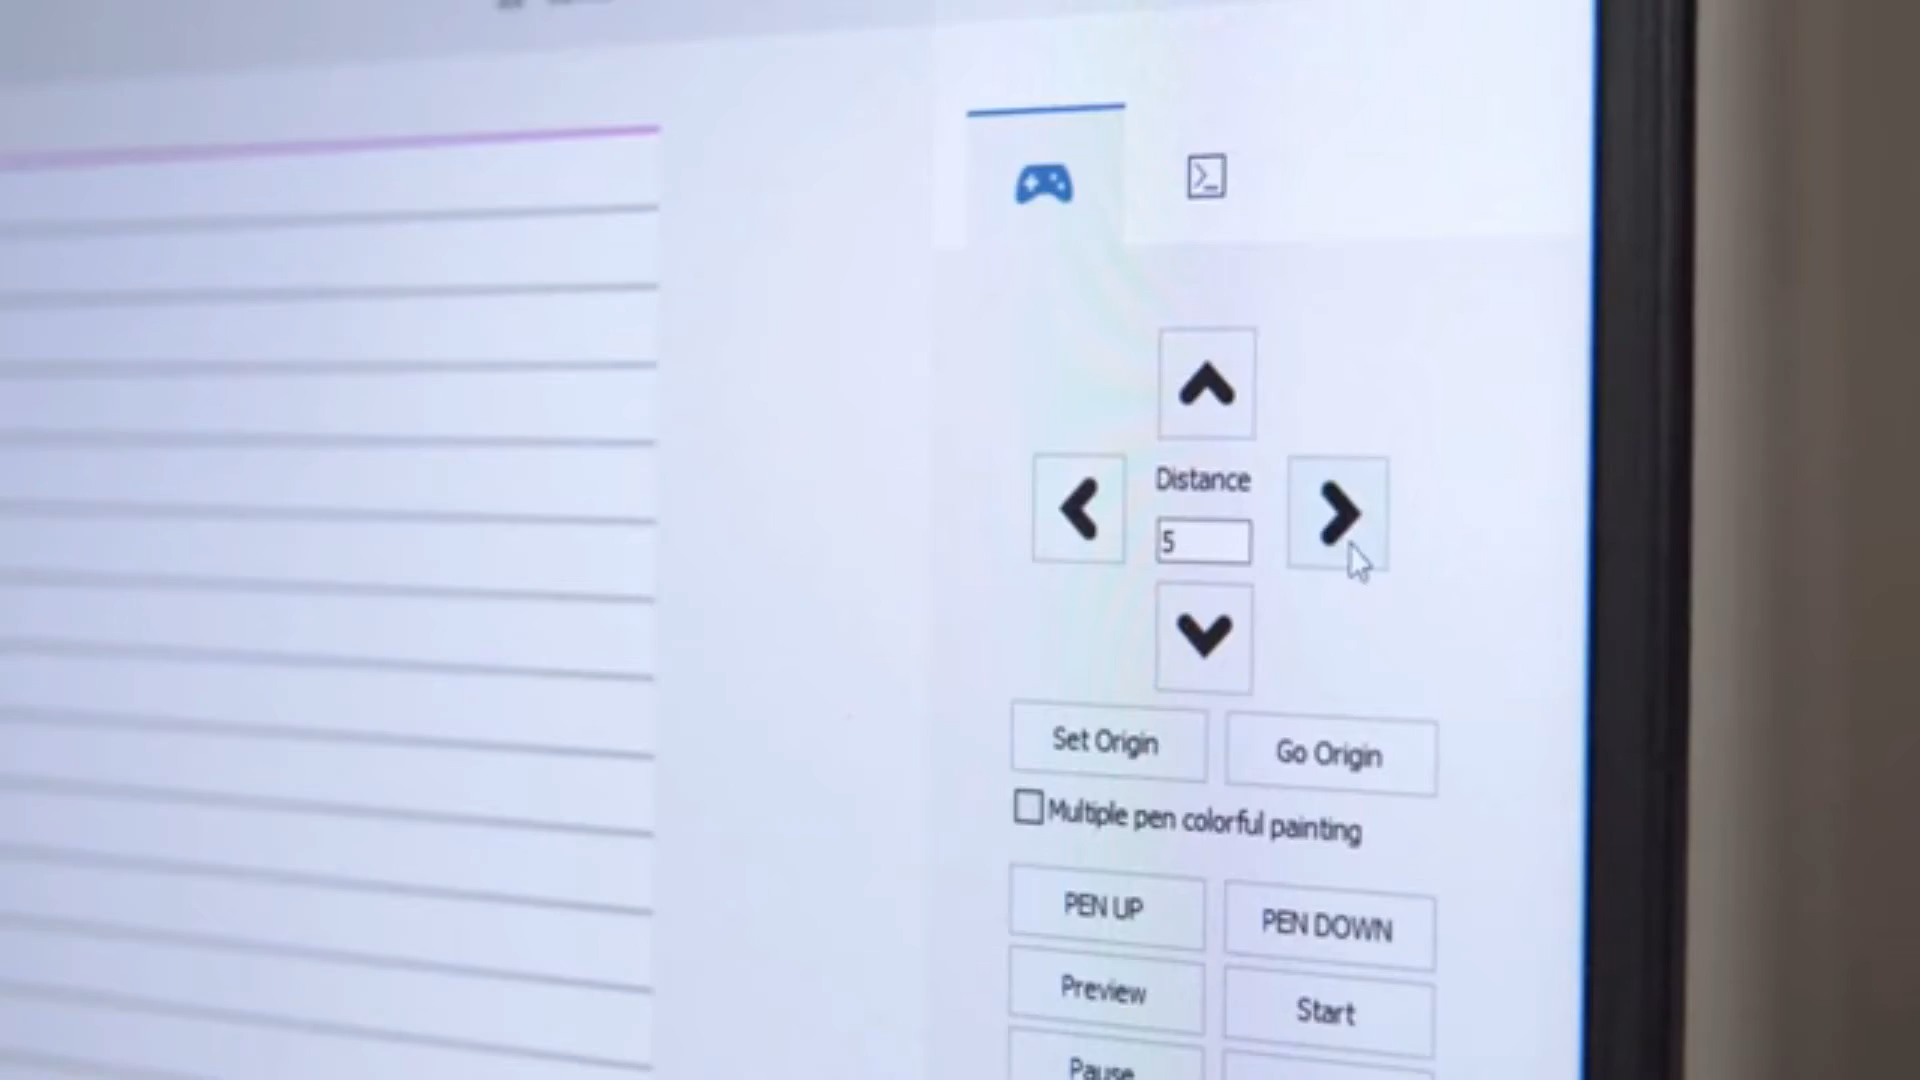 Distance
5
Set Origin
Go Origin
Multiple pen colorful painting
PEN UP
PEN DOWN
Preview
Start
Pause